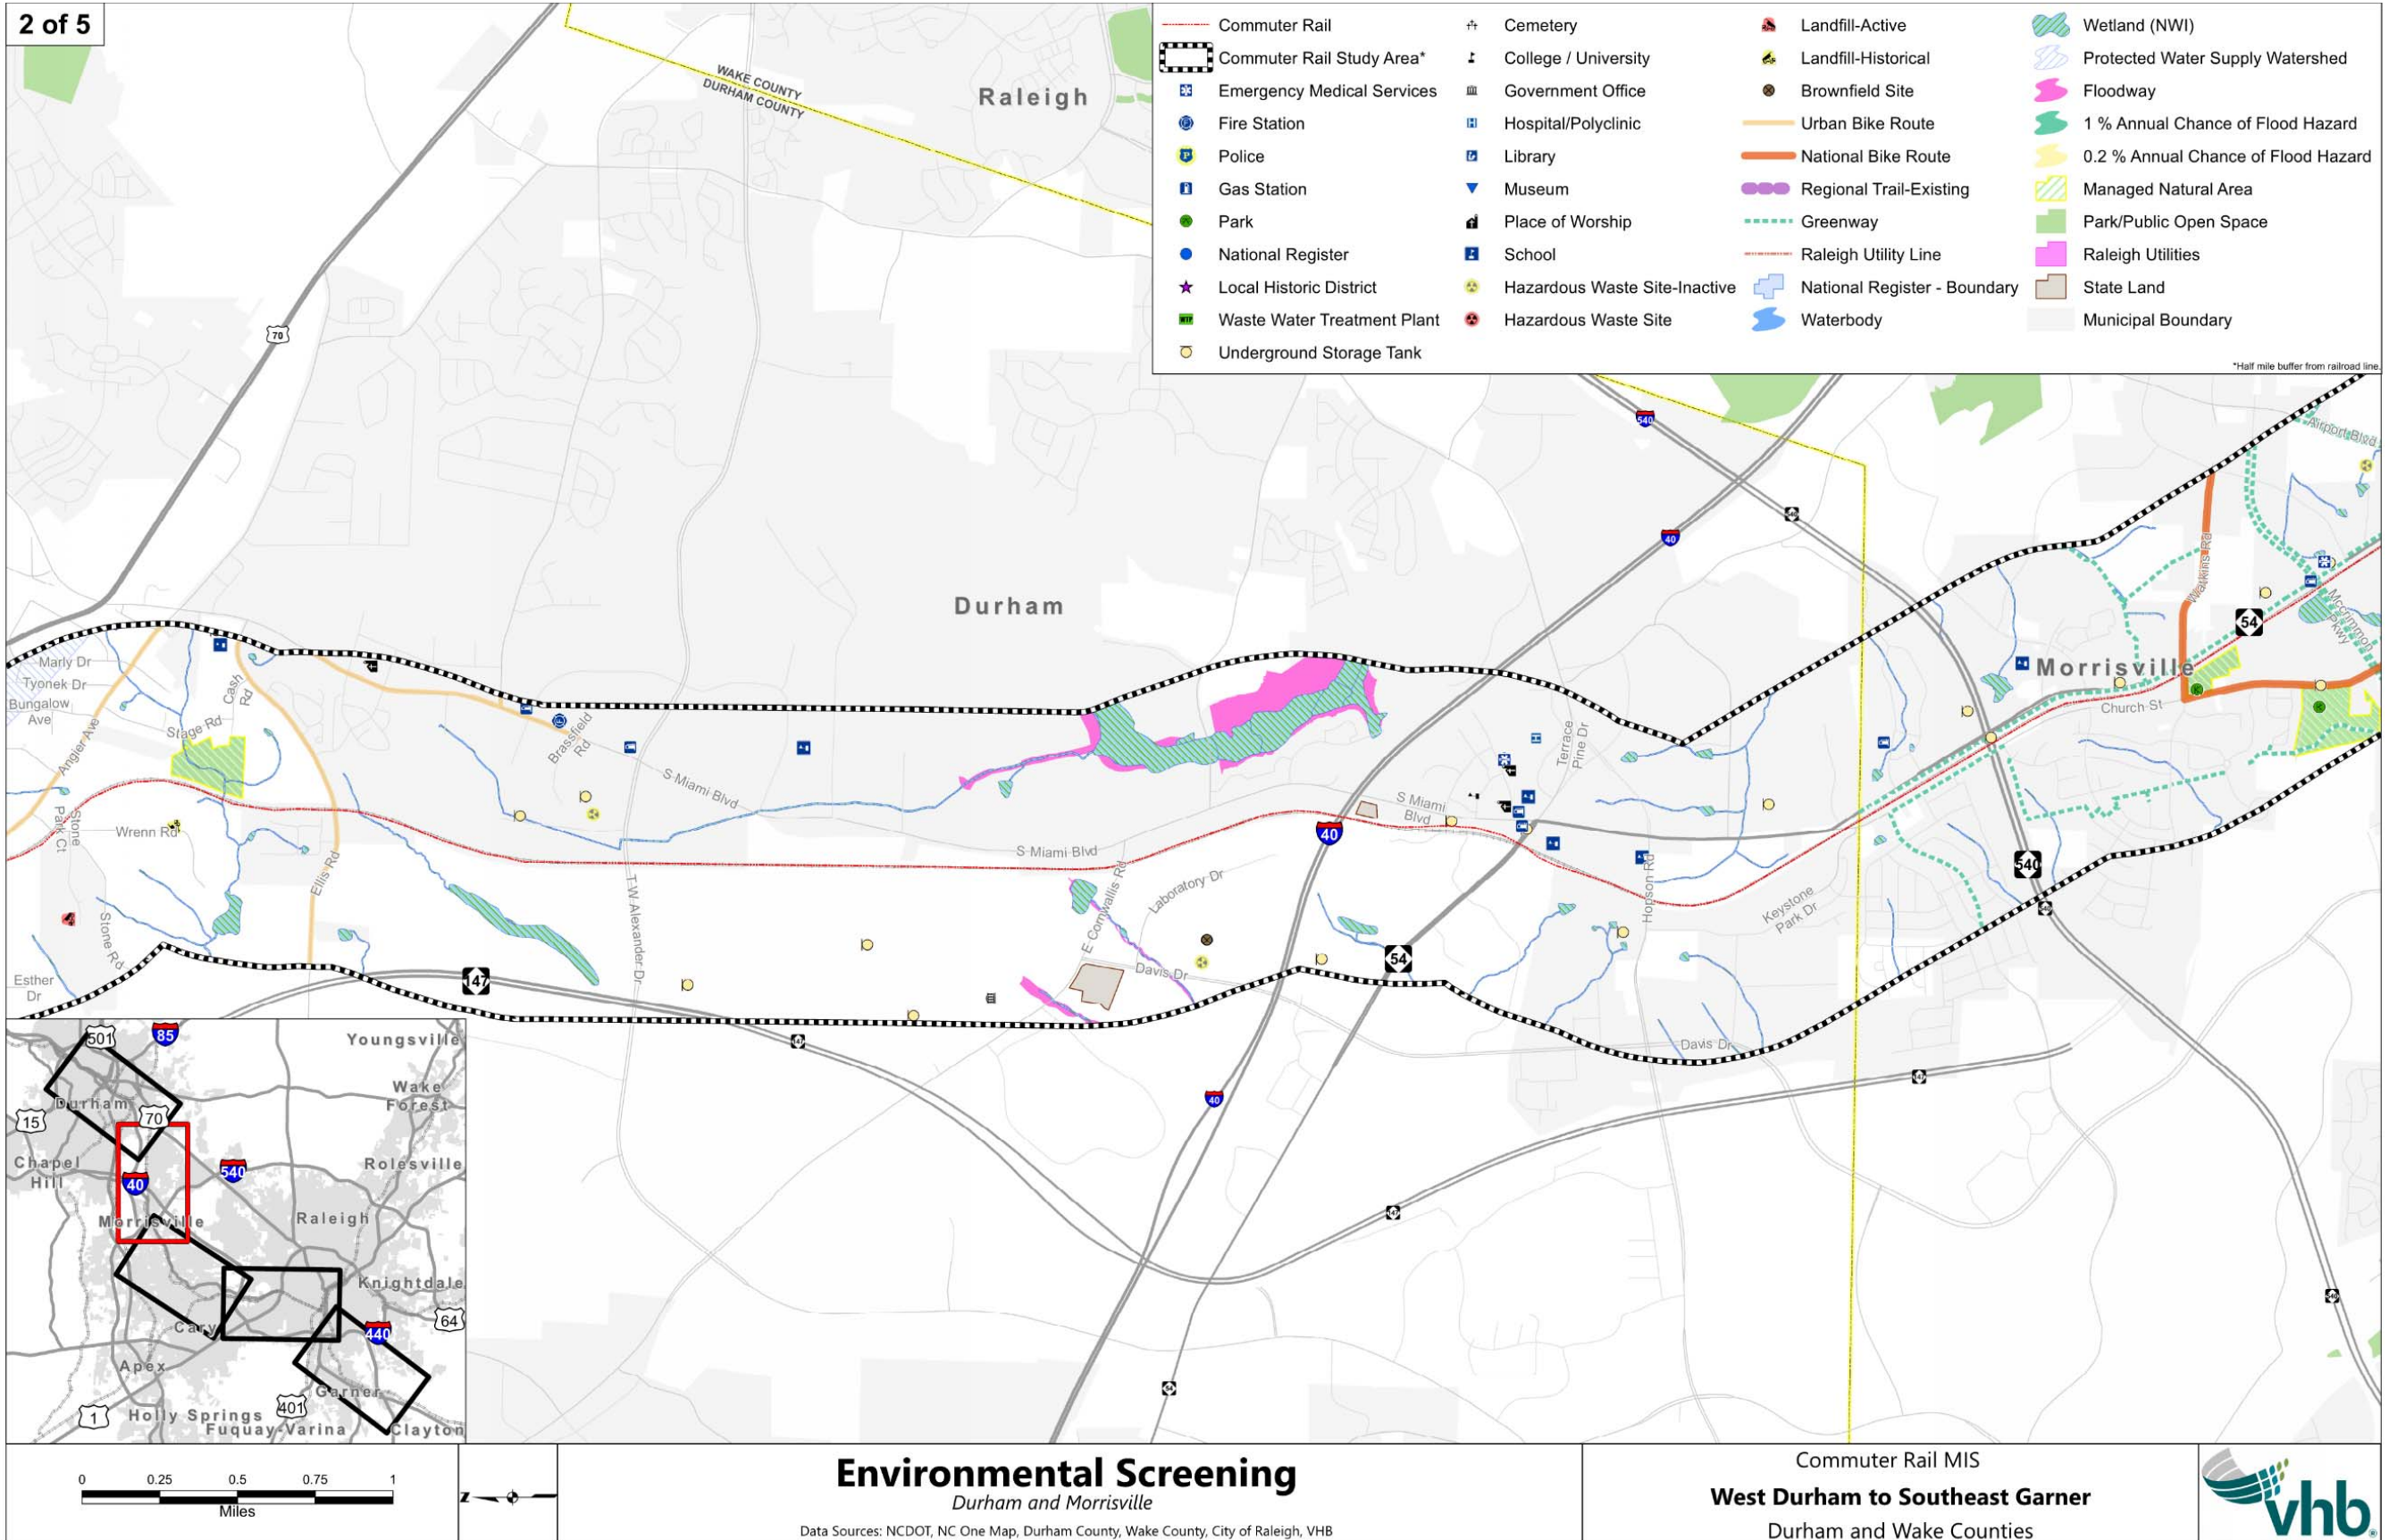 2 of 5
Commuter Rail
Commuter Rail Study Area*
Emergency Medical Services
Fire Station
Police
Gas Station
Park
National Register
Local Historic District
Waste Water Treatment Plant
Underground Storage Tank
Cemetery
College / University
Government Office
Hospital/Polyclinic
Library
Museum
Place of Worship
School
Hazardous Waste Site-Inactive
Hazardous Waste Site
Landfill-Active
Landfill-Historical
Brownfield Site
Urban Bike Route
National Bike Route
Regional Trail-Existing
Greenway
Raleigh Utility Line
National Register - Boundary
Waterbody
Wetland (NWI)
Protected Water Supply Watershed
Floodway
1 % Annual Chance of Flood Hazard
0.2 % Annual Chance of Flood Hazard
Managed Natural Area
Park/Public Open Space
Raleigh Utilities
State Land
Municipal Boundary
*Half mile buffer from railroad line.
WAKE COUNTY
DURHAM COUNTY
Raleigh
70
540
40
Airport Blvd
Durham
Watkins Rd
54
Mccrimmon
Pkwy
Morrisville
Church St
Marly Dr
Tyonek Dr
Bungalow
Ave
Cash
Rd
Stage Rd
Angier Ave
Brassfield
Rd
S Miami Blvd
Terrace
Pine Dr
Stone
Park Ct
Wrenn Rd
S Miami
Blvd
40
S Miami Blvd
Ellis Rd
T W Alexander Dr
E Cornwallis Rd
Laboratory Dr
Hopson Rd
Keystone
Park Dr
540
Stone Rd
Esther
Dr
147
Davis Dr
54
Davis Dr
147
40
147
147
540
54
501
85
Youngsville
Wake
Forest
Durham
70
15
Chapel
Hill
540
Rolesville
40
Morrisville
Raleigh
Knightdale
64
Cary
440
Apex
Garner
401
1
Holly Springs
Fuquay-Varina
Clayton
0 0.25 0.5 0.75 1
Miles
Z
Environmental Screening
Durham and Morrisville
Data Sources: NCDOT, NC One Map, Durham County, Wake County, City of Raleigh, VHB
Commuter Rail MIS
West Durham to Southeast Garner
Durham and Wake Counties
vhb